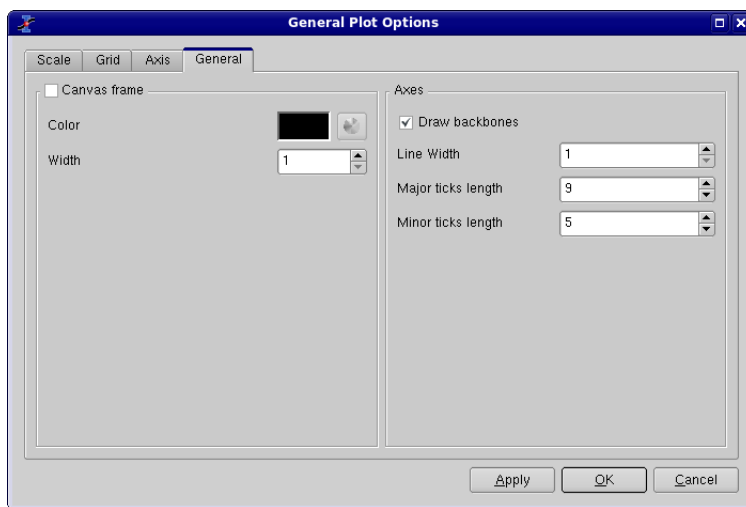 General Plot Options
Scale Grid Axis General
Canvas frame
Color
Width 1
Axes
Draw backbones
Line Width 1
Major ticks length 9
Minor ticks length 5
Apply OK Cancel